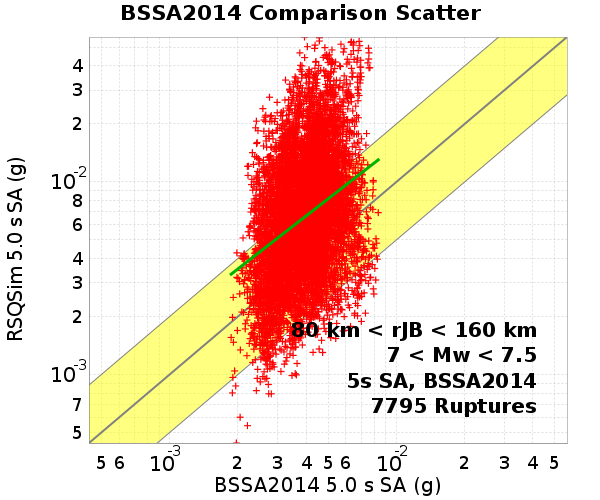 BSSA2014 Comparison Scatter
RSQSim 5.0 s SA (g)
4
3
2
10⁻²
8
6
4
3
2
10⁻³
7
5
80 km < rJB < 160 km
7 < Mw < 7.5
5s SA, BSSA2014
7795 Ruptures
5 6 10⁻³ 2 3 4 5 6 10⁻² 2 3 4 5
BSSA2014 5.0 s SA (g)